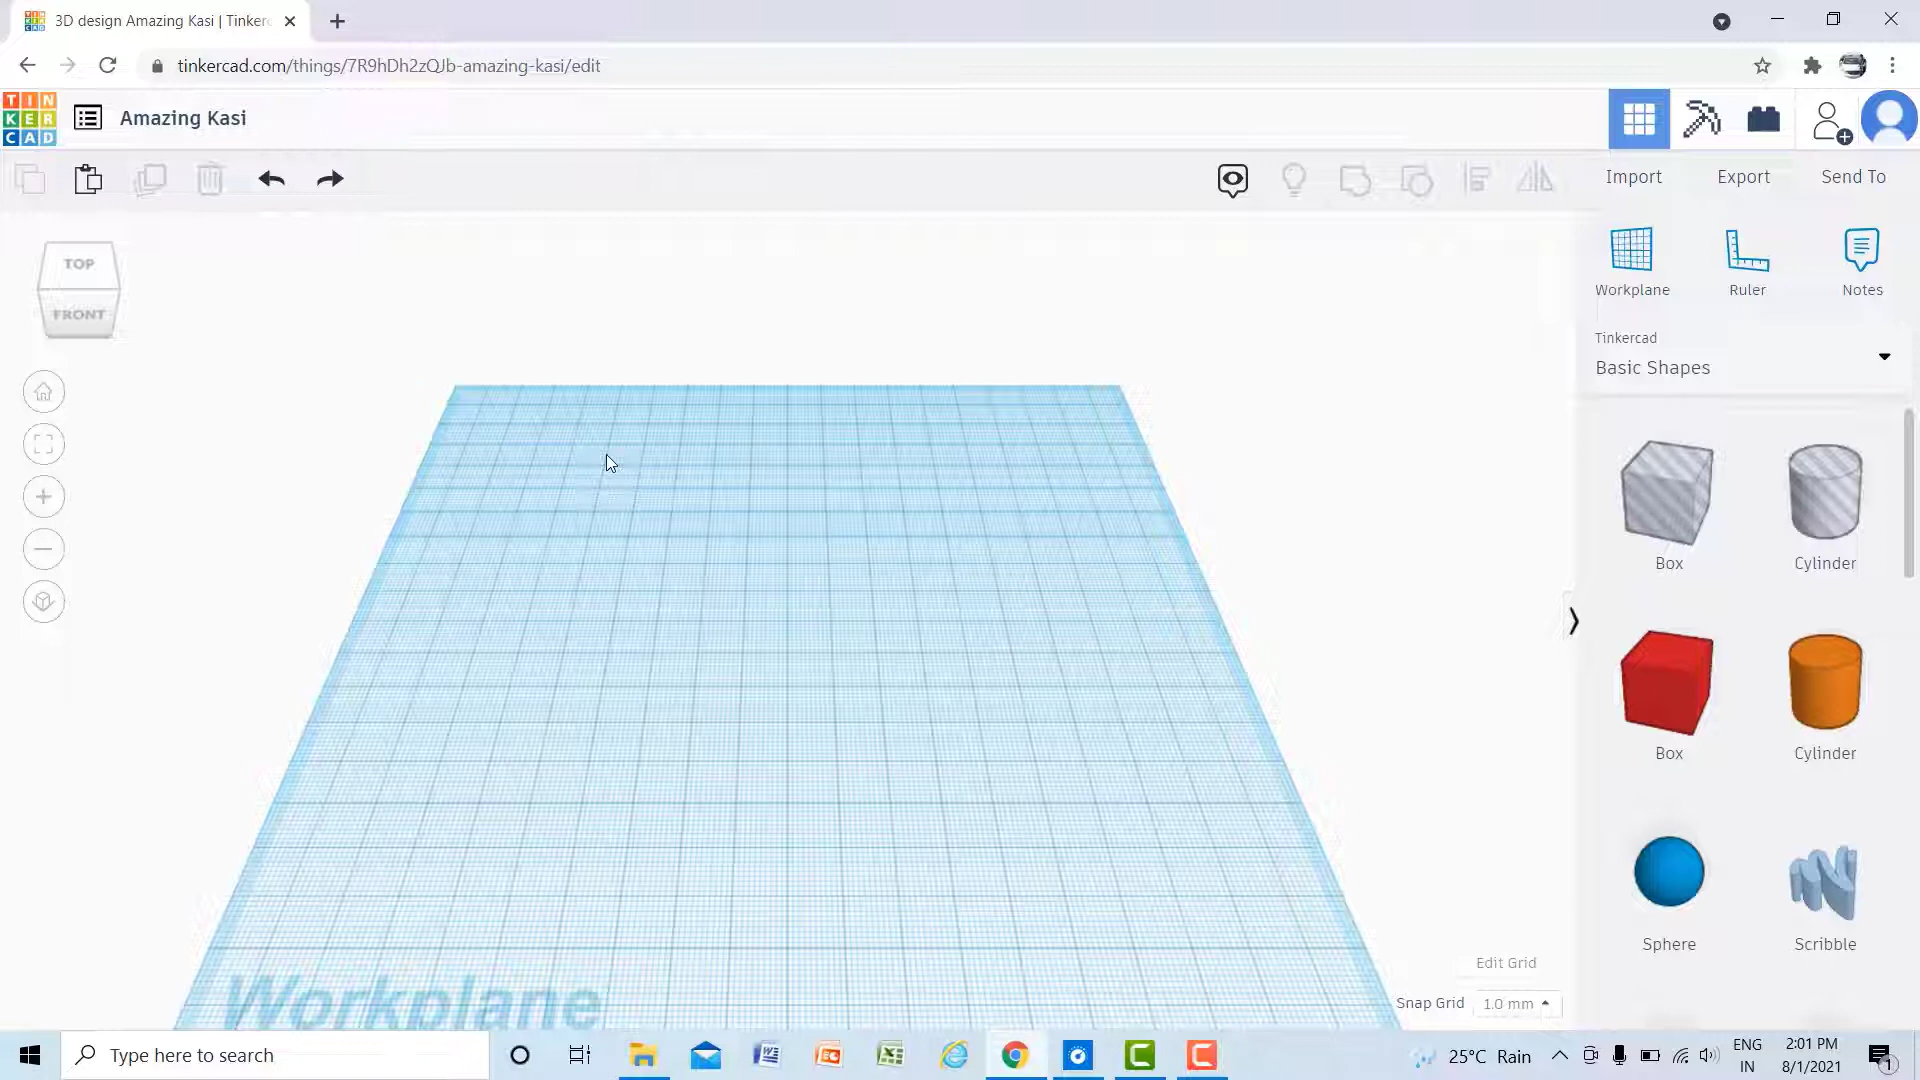 3D design Amazing Kasi | Tinkerc
tinkercad.com/things/7R9hDh2zQJb-amazing-kasi/edit
TIN
KER
CAD
Amazing Kasi
Import
Export
Send To
TOP
FRONT
Workplane
Ruler
Notes
Tinkercad
Basic Shapes
Box
Cylinder
Box
Cylinder
Sphere
Scribble
Workplane
Edit Grid
Snap Grid
1.0 mm
Type here to search
25°C Rain
ENG
IN
2:01 PM
8/1/2021
1